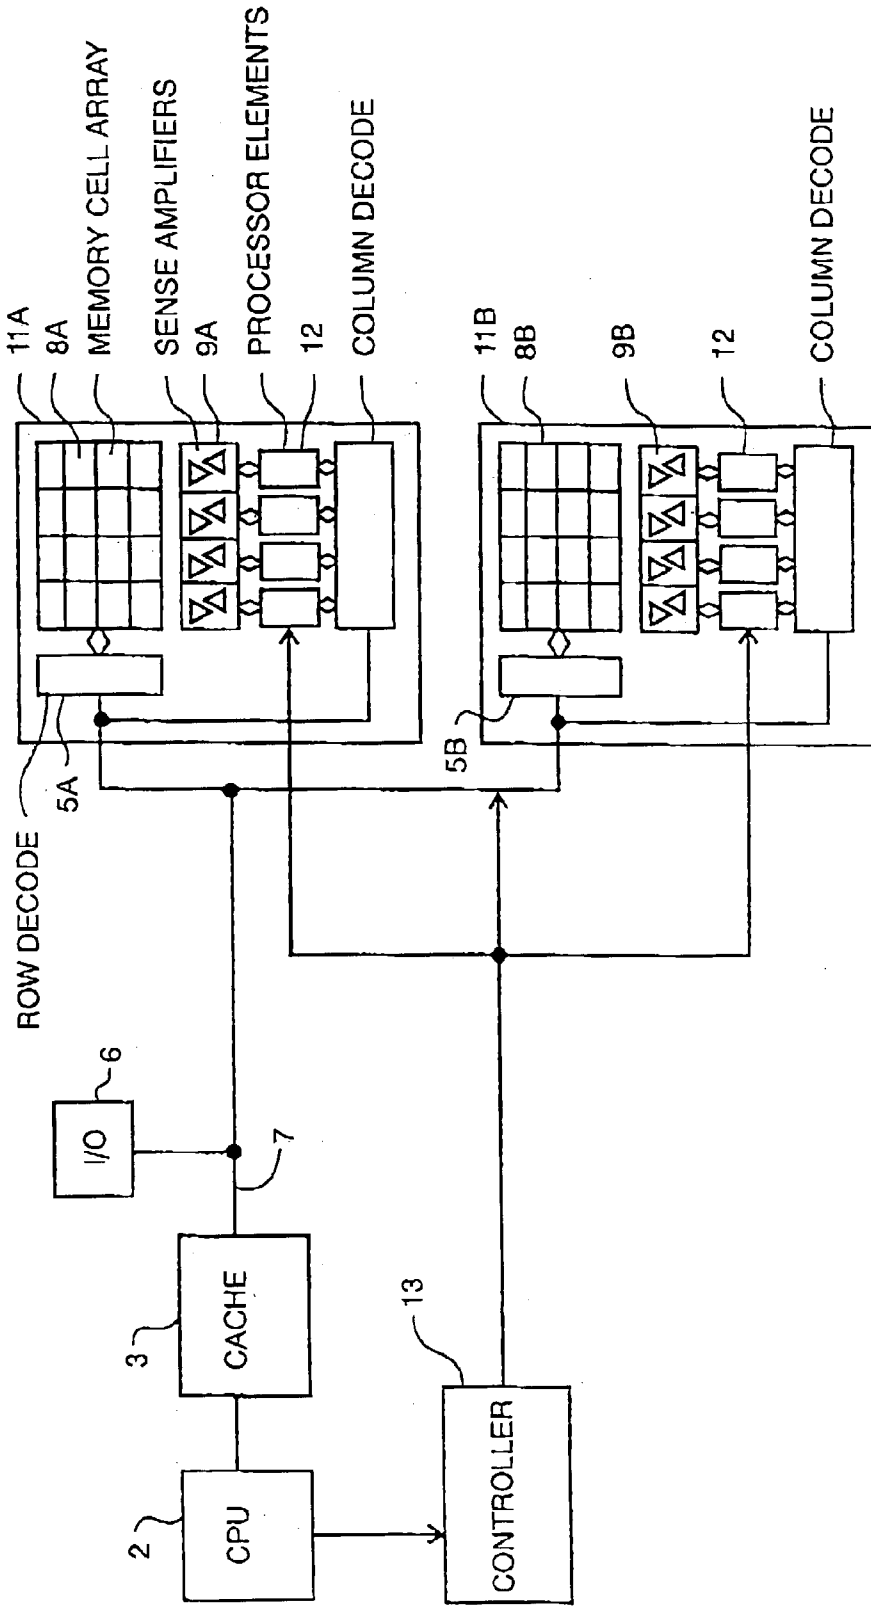 11A
8A
MEMORY CELL ARRAY
SENSE AMPLIFIERS
9A
PROCESSOR ELEMENTS
12
COLUMN DECODE
ROW DECODE
5A
11B
8B
9B
12
COLUMN DECODE
5B
I/O
6
7
CACHE
3
CPU
2
CONTROLLER
13